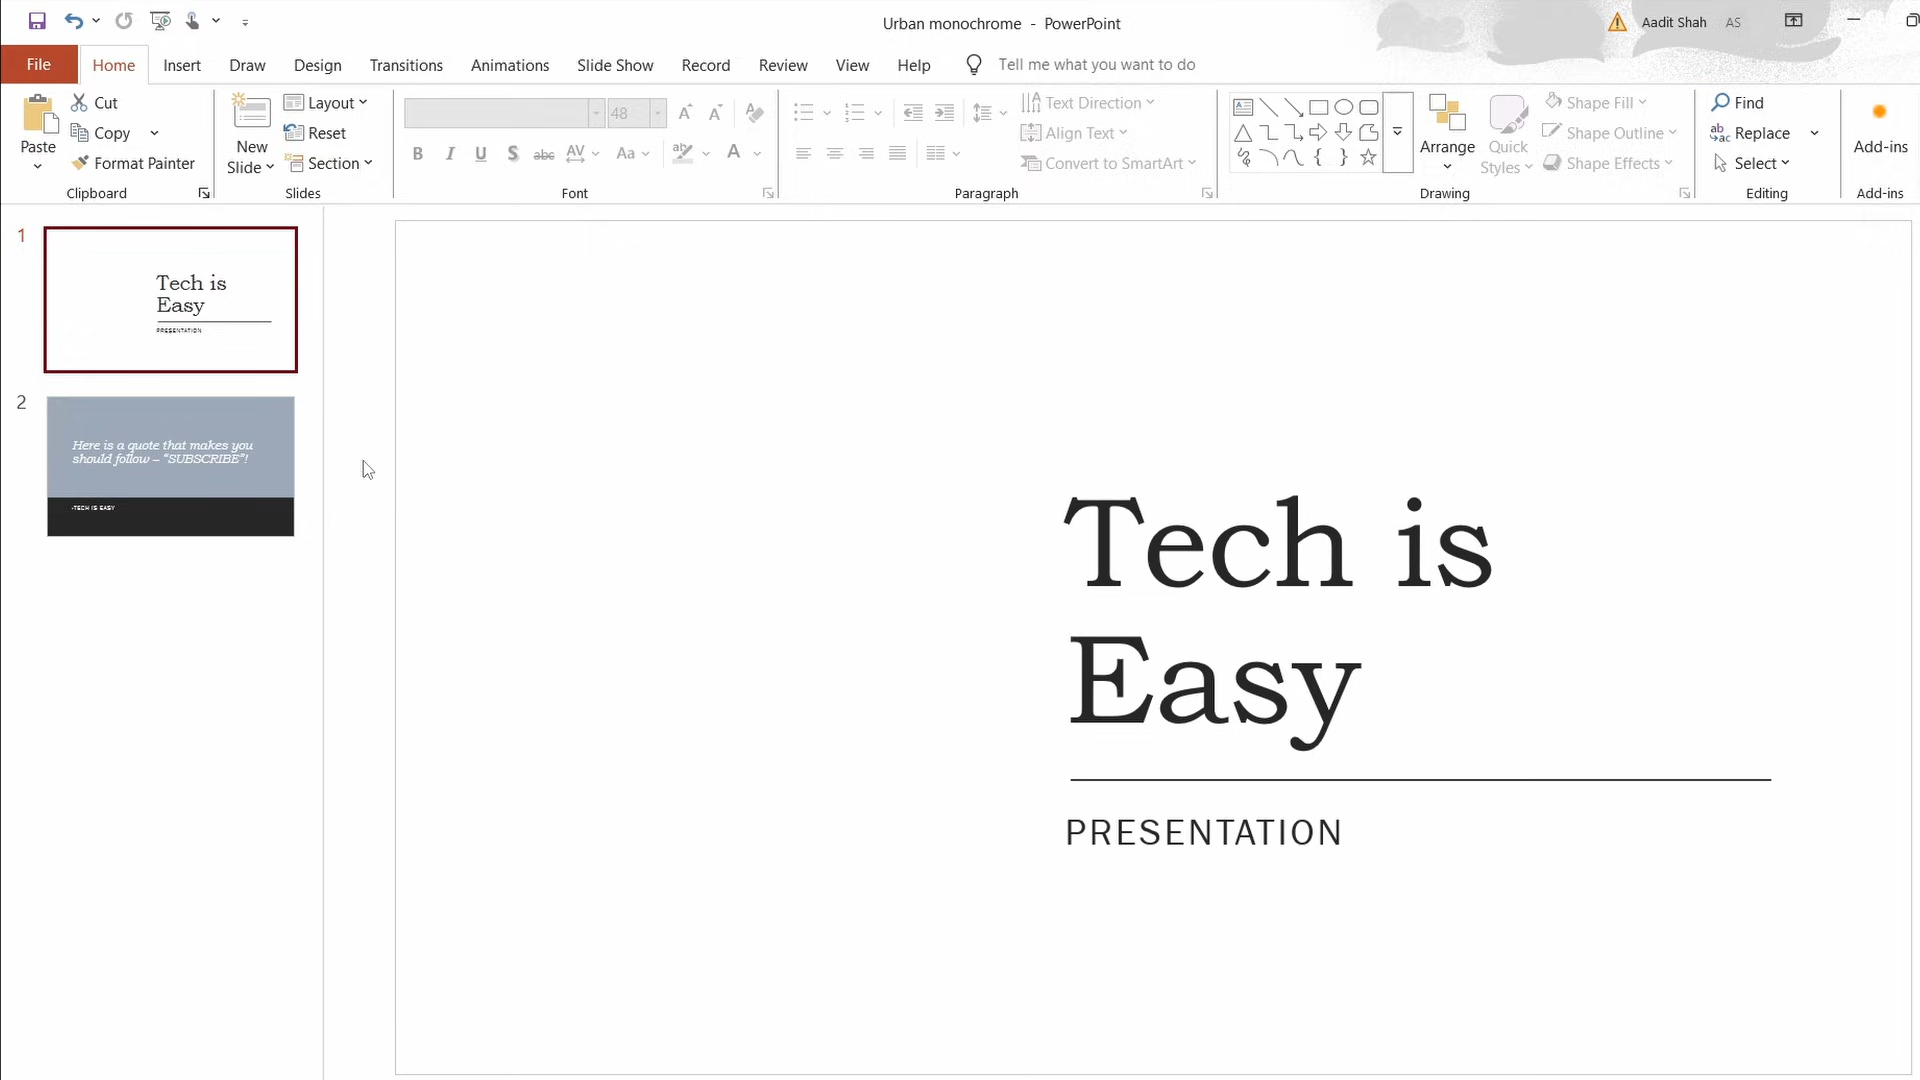 Urban monochrome - PowerPoint
Aadit Shah AS
File Home Insert Draw Design Transitions Animations Slide Show Record Review View Help Tell me what you want to do
Paste
Cut
Copy
Format Painter
Clipboard
New
Slide
Layout
Reset
Section
Slides
48
B I U S abc AV Aa A
Font
Text Direction
Align Text
Convert to SmartArt
Paragraph
Arrange
Quick
Styles
Shape Fill
Shape Outline
Shape Effects
Drawing
Find
Replace
Select
Editing
Add-ins
Add-ins
1
Tech is
Easy
PRESENTATION
2
Here is a quote that makes you
should follow – “SUBSCRIBE”!
-TECH IS EASY
Tech is
Easy
PRESENTATION